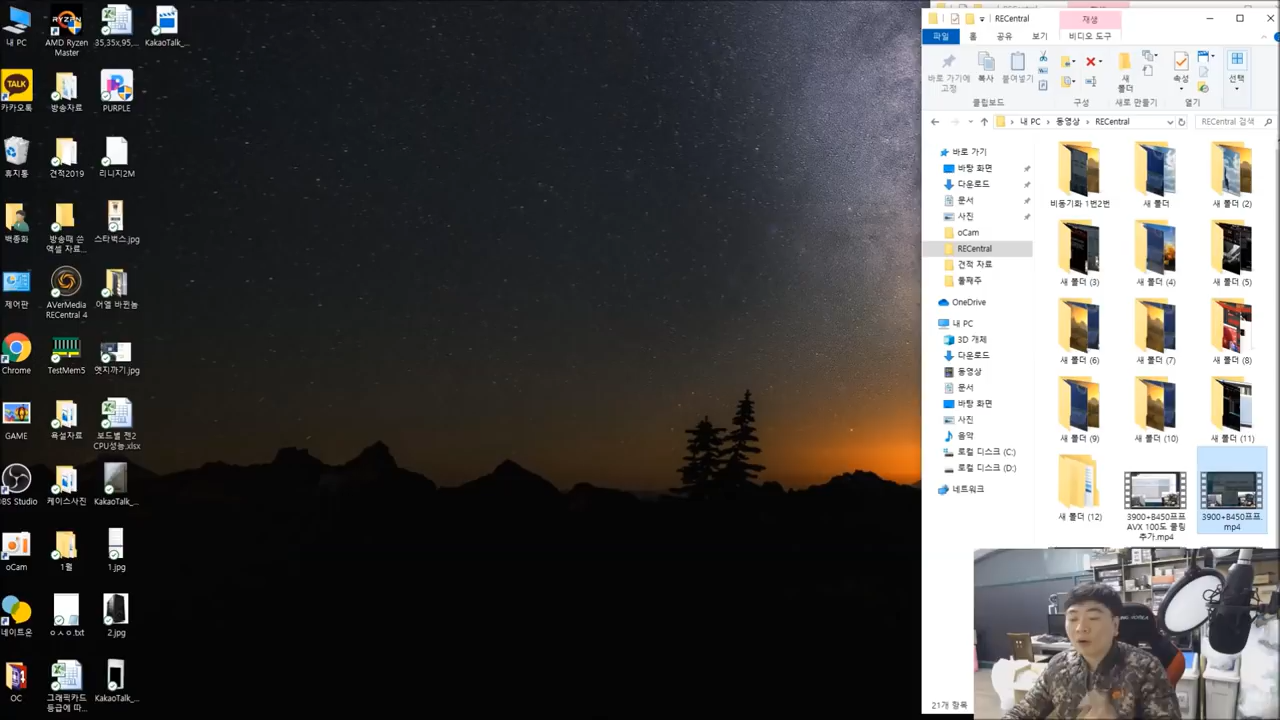 내 PC
AMD Ryzen
Master
35,35x,95,...
KakaoTalk_...
TALK
카카오톡
방송자료
PURPLE
휴지통
견적2019
리니지2M
백종화
방송때 쓴
엑셀 자료...
스타벅스.jpg
제어판
AVerMedia
RECentral 4
어얼 바뀐놈
Chrome
TestMem5
엣지까기.jpg
GAME
욕설자료
보드별 젠2
CPU성능.xlsx
OBS Studio
케이스사진
KakaoTalk_...
oCam
1월
1.jpg
네이트온
ㅇㅅㅇ.txt
2.jpg
OC
그래픽카드
등급에 따...
KakaoTalk_...
RECentral
재생
파일
홈
공유
보기
비디오 도구
바로 가기에
고정
복사
붙여넣기
새
폴더
속성
선택
클립보드
구성
새로 만들기
열기
내 PC
동영상
RECentral
RECentral 검색
바로 가기
바탕 화면
다운로드
문서
사진
oCam
RECentral
견적 자료
둘째주
OneDrive
내 PC
3D 개체
다운로드
동영상
문서
바탕 화면
사진
음악
로컬 디스크 (C:)
로컬 디스크 (D:)
네트워크
비동기화 1번2번
새 폴더
새 폴더 (2)
새 폴더 (3)
새 폴더 (4)
새 폴더 (5)
새 폴더 (6)
새 폴더 (7)
새 폴더 (8)
새 폴더 (9)
새 폴더 (10)
새 폴더 (11)
새 폴더 (12)
3900+B450프프
AVX 100도 쿨링
추가.mp4
3900+B450프프.
mp4
21개 항목